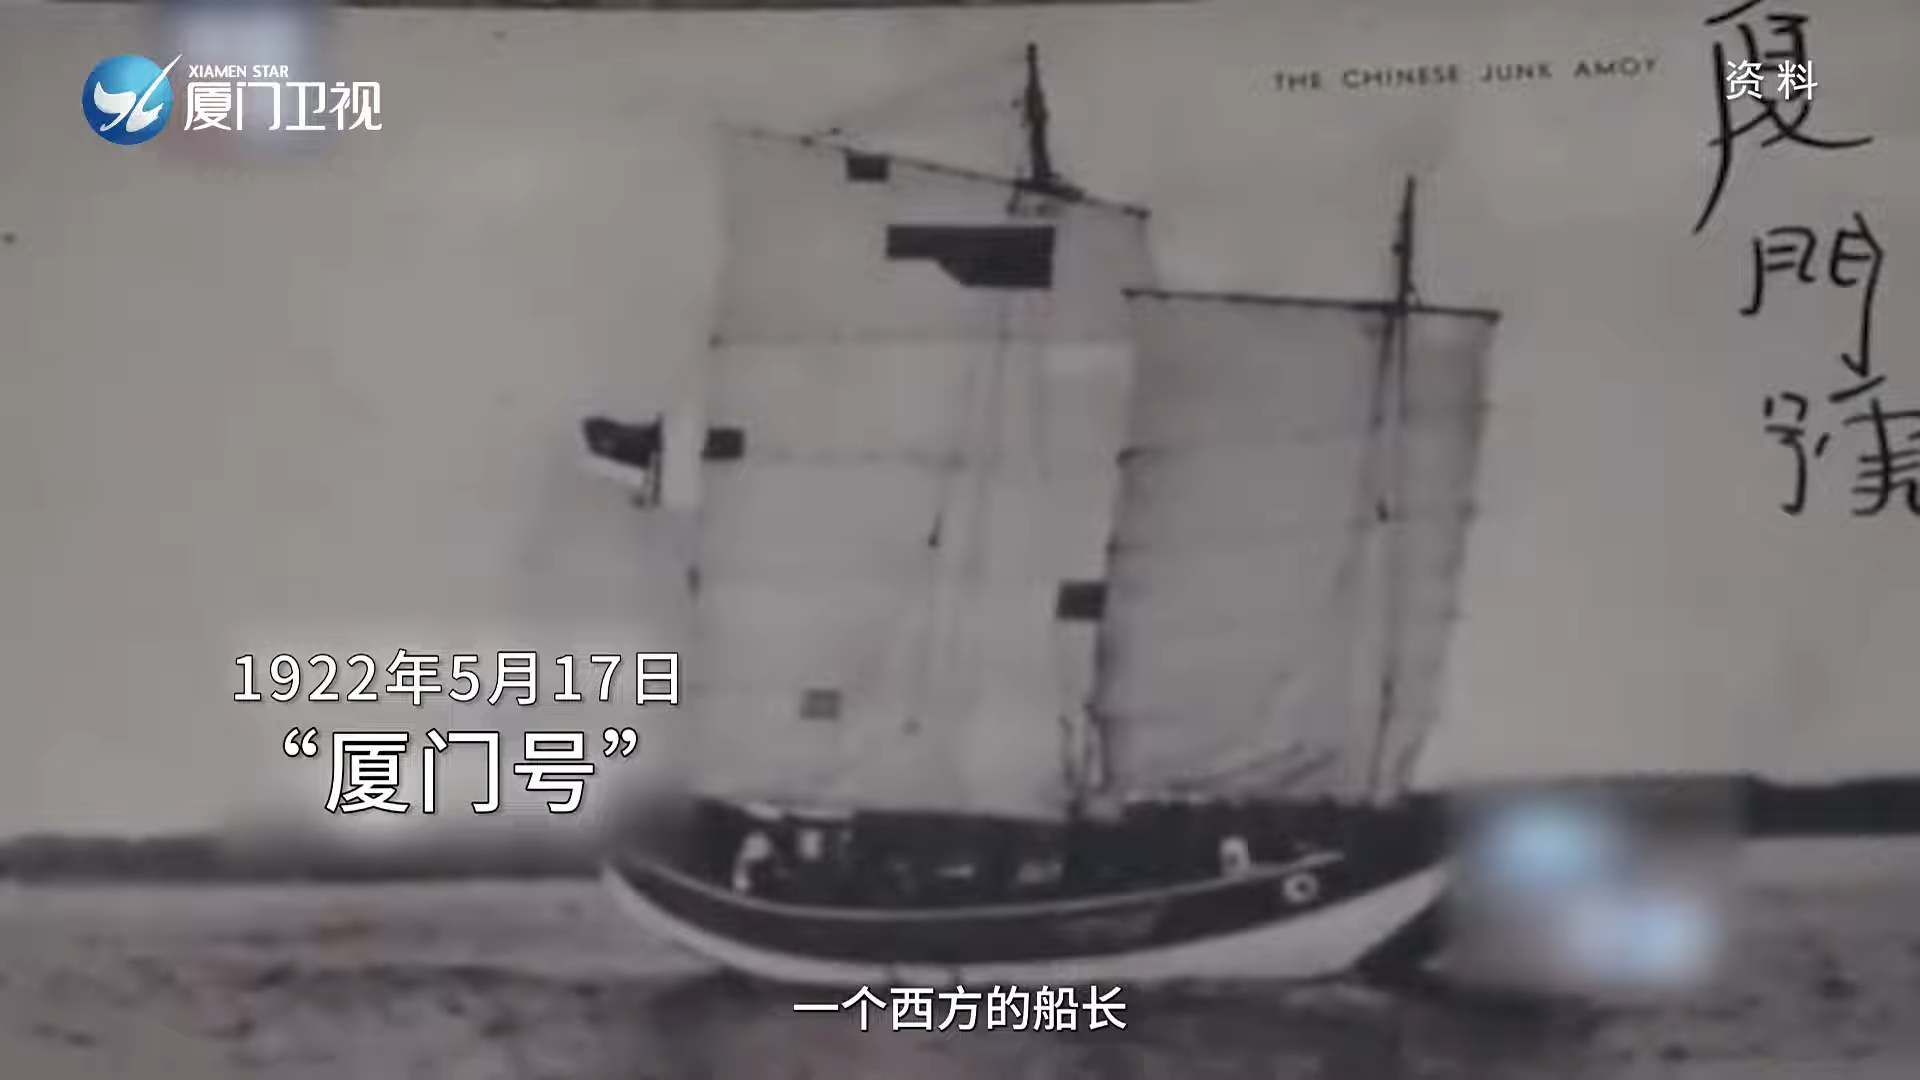 XIAMEN STAR
厦门卫视
THE CHINESE JUNK AMOY
资料
厦
門
號
1922年5月17日
“厦门号”
一个西方的船长